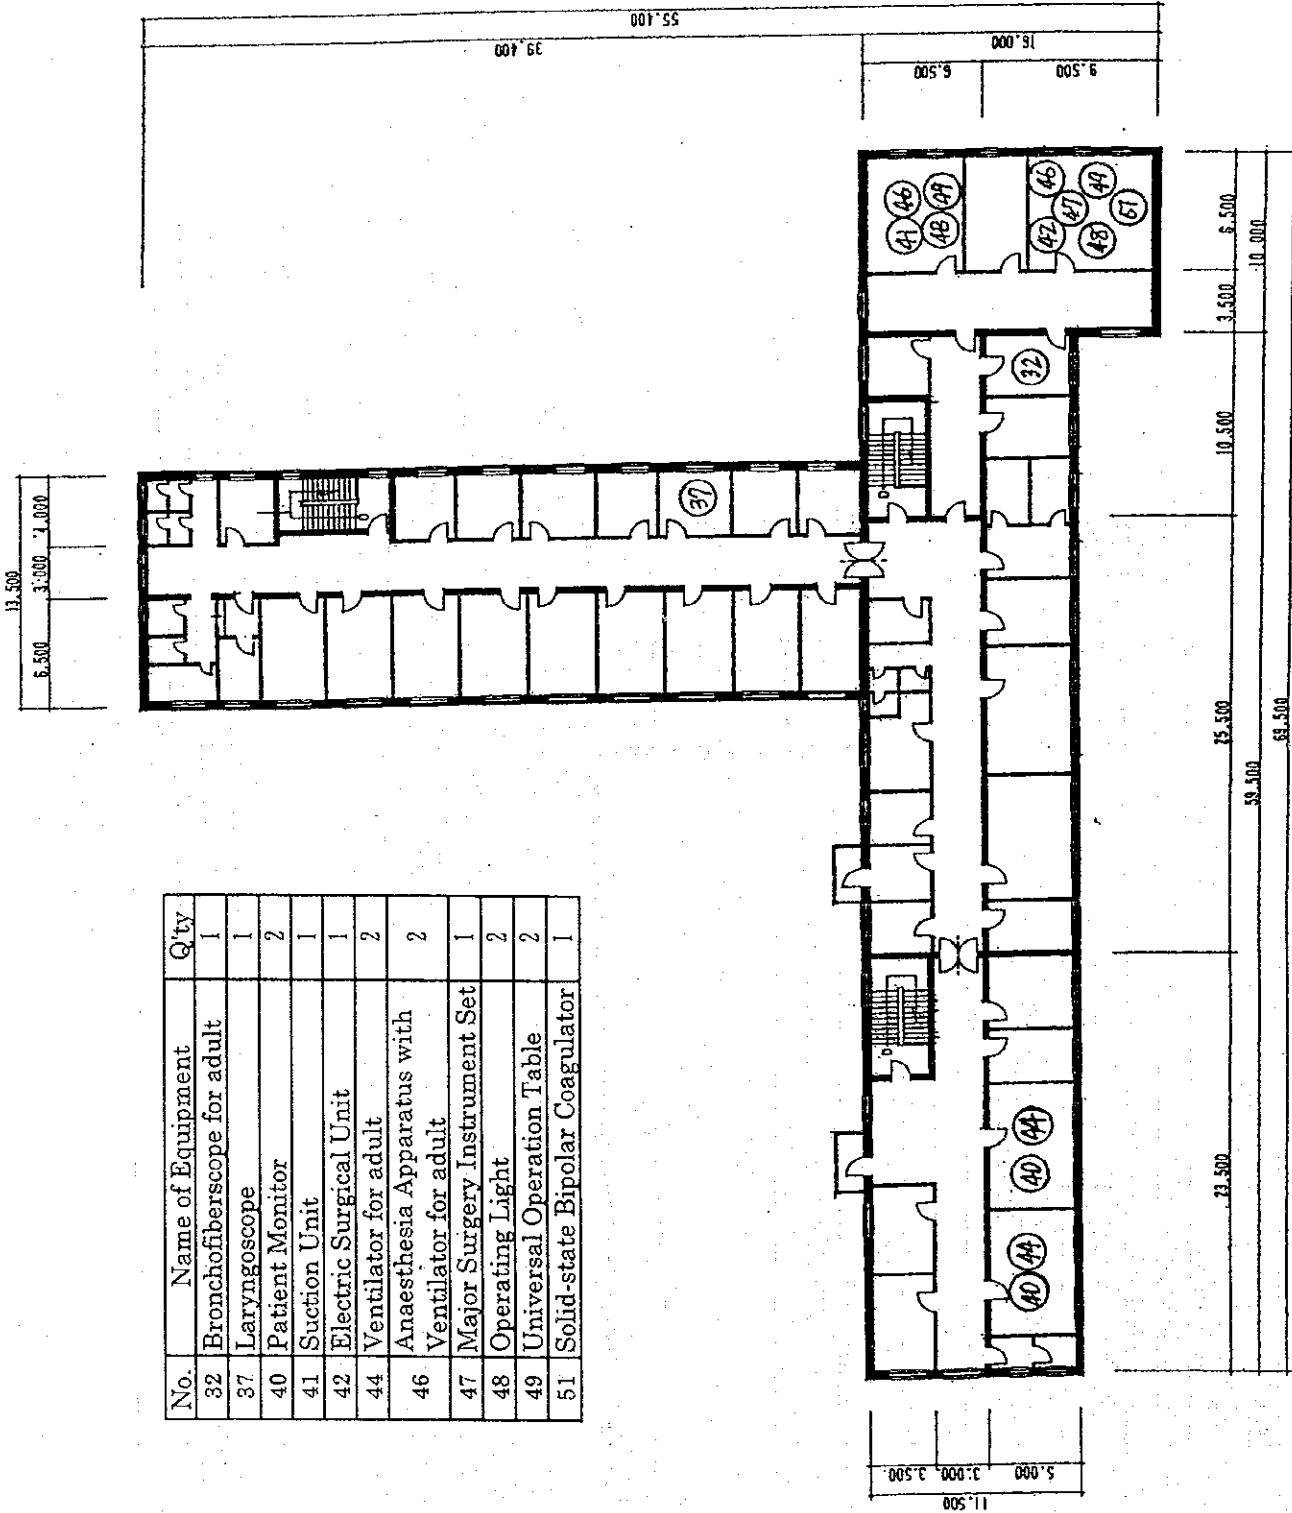 No. Name of Equipment Q'ty
32 Bronchofiberscope for adult 1
37 Laryngoscope 1
40 Patient Monitor 2
41 Suction Unit 1
42 Electric Surgical Unit 1
44 Ventilator for adult 2
46 Anaesthesia Apparatus with
Ventilator for adult 2
47 Major Surgery Instrument Set 1
48 Operating Light 2
49 Universal Operation Table 2
51 Solid-state Bipolar Coagulator 1
13.500
6.500 3.000 4.000
55.400
39.400 16.000
6.500 9.500
37
32
41 46
48 49
42 46
47
48 49
51
40 44
40 44
23.500 25.500 10.500 3.500 6.500
59.500 10.000
69.500
3.500 3.000 5.000
11.500